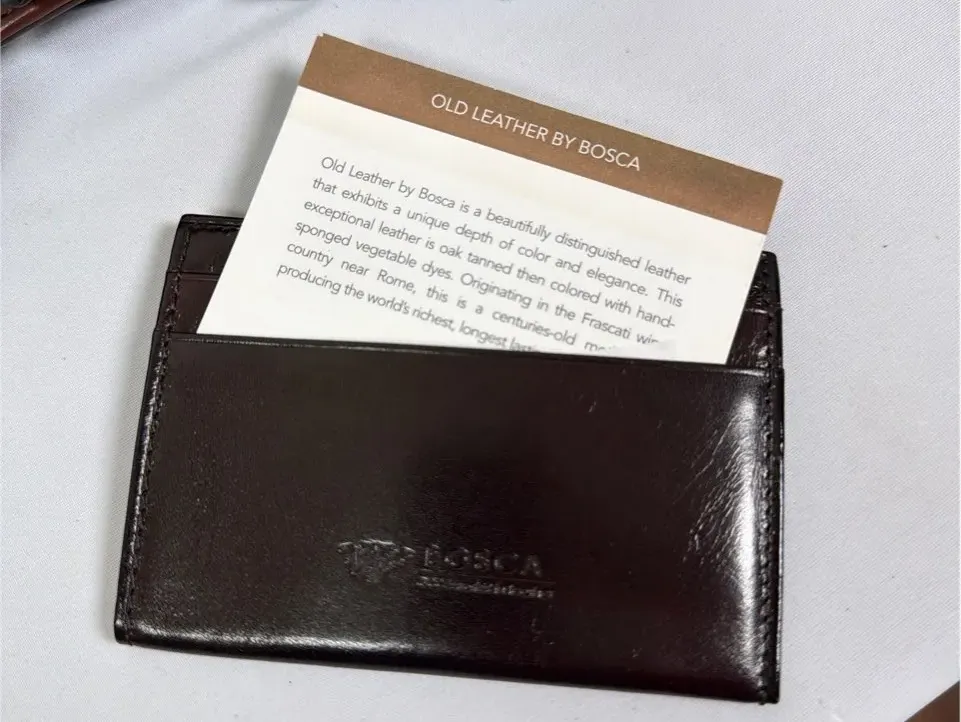 OLD LEATHER BY BOSCA
Old Leather by Bosca is a beautifully distinguished leather
that exhibits a unique depth of color and elegance. This
exceptional leather is oak tanned then colored with hand-
sponged vegetable dyes. Originating in the Frascati
country near Rome, this is a centuries-old
producing the world's richest, longest
BOSCA